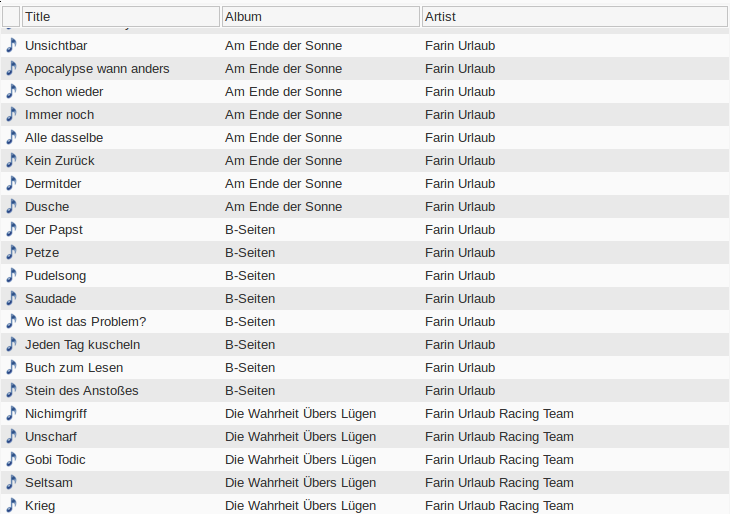 Title Album Artist
Unsichtbar Am Ende der Sonne Farin Urlaub
Apocalypse wann anders Am Ende der Sonne Farin Urlaub
Schon wieder Am Ende der Sonne Farin Urlaub
Immer noch Am Ende der Sonne Farin Urlaub
Alle dasselbe Am Ende der Sonne Farin Urlaub
Kein Zurück Am Ende der Sonne Farin Urlaub
Dermitder Am Ende der Sonne Farin Urlaub
Dusche Am Ende der Sonne Farin Urlaub
Der Papst B-Seiten Farin Urlaub
Petze B-Seiten Farin Urlaub
Pudelsong B-Seiten Farin Urlaub
Saudade B-Seiten Farin Urlaub
Wo ist das Problem? B-Seiten Farin Urlaub
Jeden Tag kuscheln B-Seiten Farin Urlaub
Buch zum Lesen B-Seiten Farin Urlaub
Stein des Anstoßes B-Seiten Farin Urlaub
Nichimgriff Die Wahrheit Übers Lügen Farin Urlaub Racing Team
Unscharf Die Wahrheit Übers Lügen Farin Urlaub Racing Team
Gobi Todic Die Wahrheit Übers Lügen Farin Urlaub Racing Team
Seltsam Die Wahrheit Übers Lügen Farin Urlaub Racing Team
Krieg Die Wahrheit Übers Lügen Farin Urlaub Racing Team